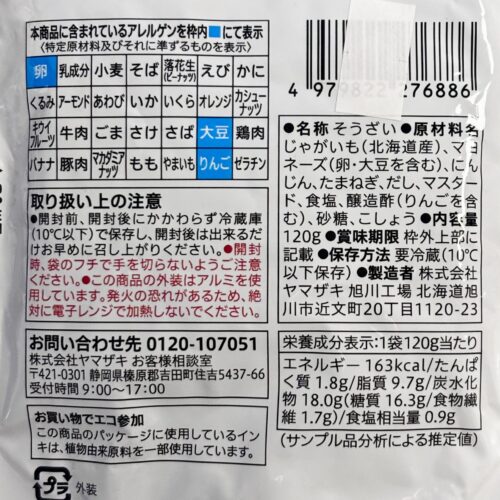 本商品に含まれているアレルゲンを枠内■にて表示
〈特定原材料及びそれに準ずるものを表示〉
卵 乳成分 小麦 そば 落花生(ピーナッツ) えび かに
くるみ アーモンド あわび いか いくら オレンジ カシューナッツ
キウイフルーツ 牛肉 ごま さけ さば 大豆 鶏肉
バナナ 豚肉 マカダミアナッツ もも やまいも りんご ゼラチン
取り扱い上の注意
●開封前、開封後にかかわらず冷蔵庫
(10℃以下)で保存し、開封後は出来るだ
けお早めに召し上がりください。●開封
時、袋のフチで手を切らないようご注意
ください。●この商品の外装はアルミを使
用しています。発火の恐れがあるため、絶
対に電子レンジで加熱しないでください。
お問い合わせ先 0120-107051
株式会社ヤマザキ お客様相談室
〒421-0301 静岡県榛原郡吉田町住吉5437-66
受付時間 9:00〜17:00
お買い物でエコ参加
この商品のパッケージに使用しているイン
キは、植物由来原料を一部使用しています。
プラ 外装
4 979822 276886
●名称 そうざい ●原材料名
じゃがいも(北海道産)、マヨ
ネーズ(卵・大豆を含む)、にん
じん、たまねぎ、だし、マスター
ド、食塩、醸造酢(りんごを含
む)、砂糖、こしょう ●内容量
120g ●賞味期限 枠外上部に
記載 ●保存方法 要冷蔵(10℃
以下保存) ●製造者 株式会社
ヤマザキ 旭川工場 北海道旭
川市近文町20丁目1120-23
栄養成分表示:1袋120g当たり
エネルギー 163kcal/たんぱ
く質 1.8g/脂質 9.7g/炭水化
物 18.0g(糖質 16.3g/食物繊
維 1.7g)/食塩相当量 0.9g
(サンプル品分析による推定値)